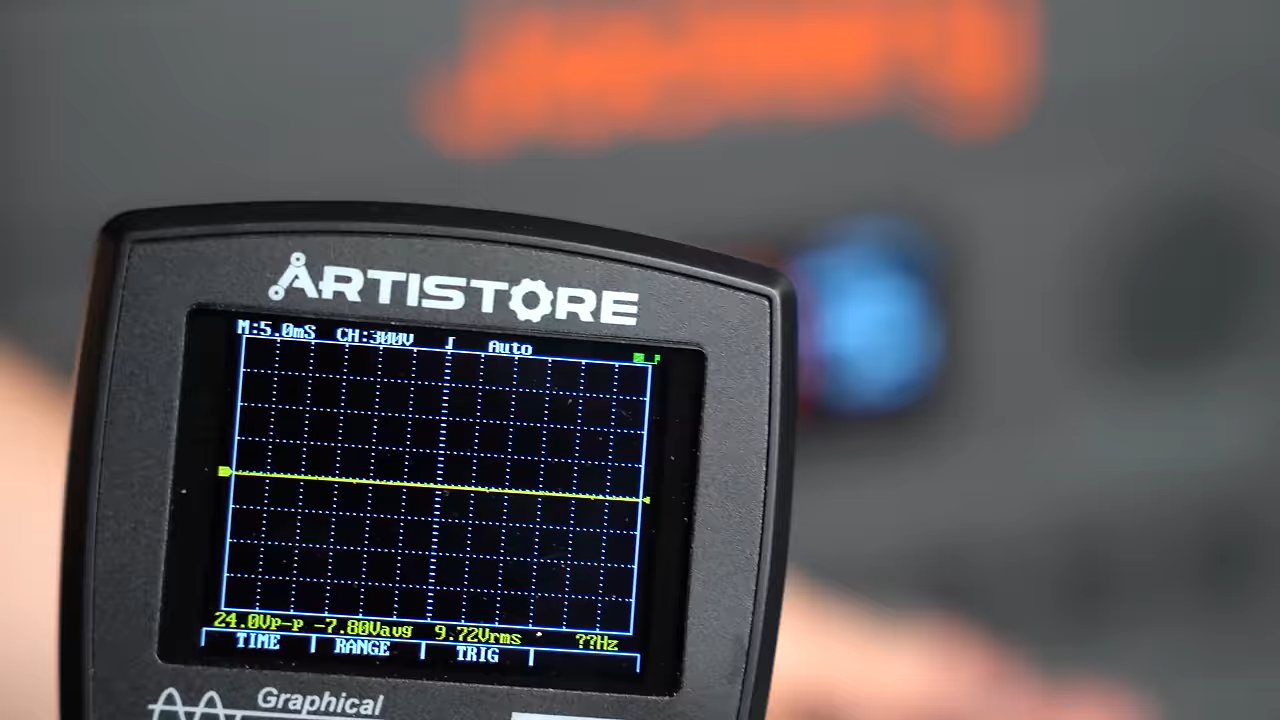 ARTISTORE
M:5.0mS CH:300V Auto
24.0Vp-p -7.80Vavg 9.72Vrms ??Hz
TIME RANGE TRIG
Graphical